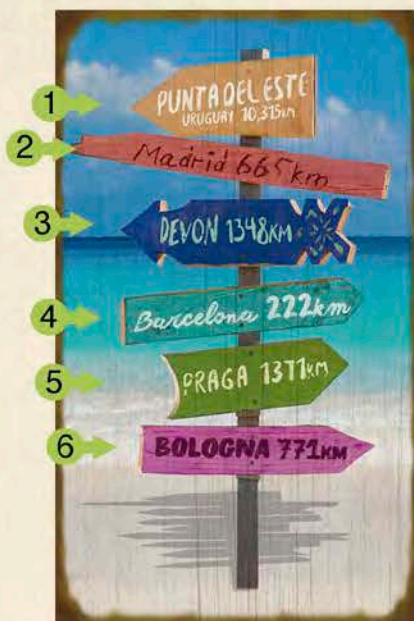 1
PUNTA DEL ESTE
URUGUAY 10,315km
2
Madrid 665km
3
DEVON 1348KM
4
Barcelona 222km
5
PRAGA 1371KM
6
BOLOGNA 771KM